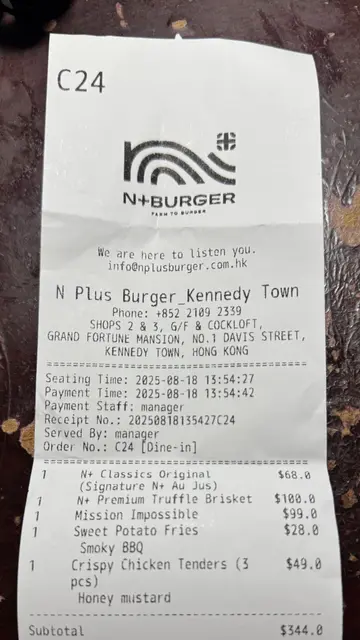 C24
N+BURGER
FARM TO BURGER
We are here to listen you.
info@nplusburger.com.hk
N Plus Burger_Kennedy Town
Phone: +852 2109 2339
SHOPS 2 & 3, G/F & COCKLOFT,
GRAND FORTUNE MANSION, NO.1 DAVIS STREET,
KENNEDY TOWN, HONG KONG
Seating Time: 2025-08-18 13:54:27
Payment Time: 2025-08-18 13:54:42
Payment Staff: manager
Receipt No.: 20250818135427C24
Served By: manager
Order No.: C24 [Dine-in]
1 N+ Classics Original $68.0
(Signature N+ Au Jus)
1 N+ Premium Truffle Brisket $100.0
1 Mission Impossible $99.0
1 Sweet Potato Fries $28.0
Smoky BBQ
1 Crispy Chicken Tenders (3 $49.0
pcs)
Honey mustard
Subtotal $344.0